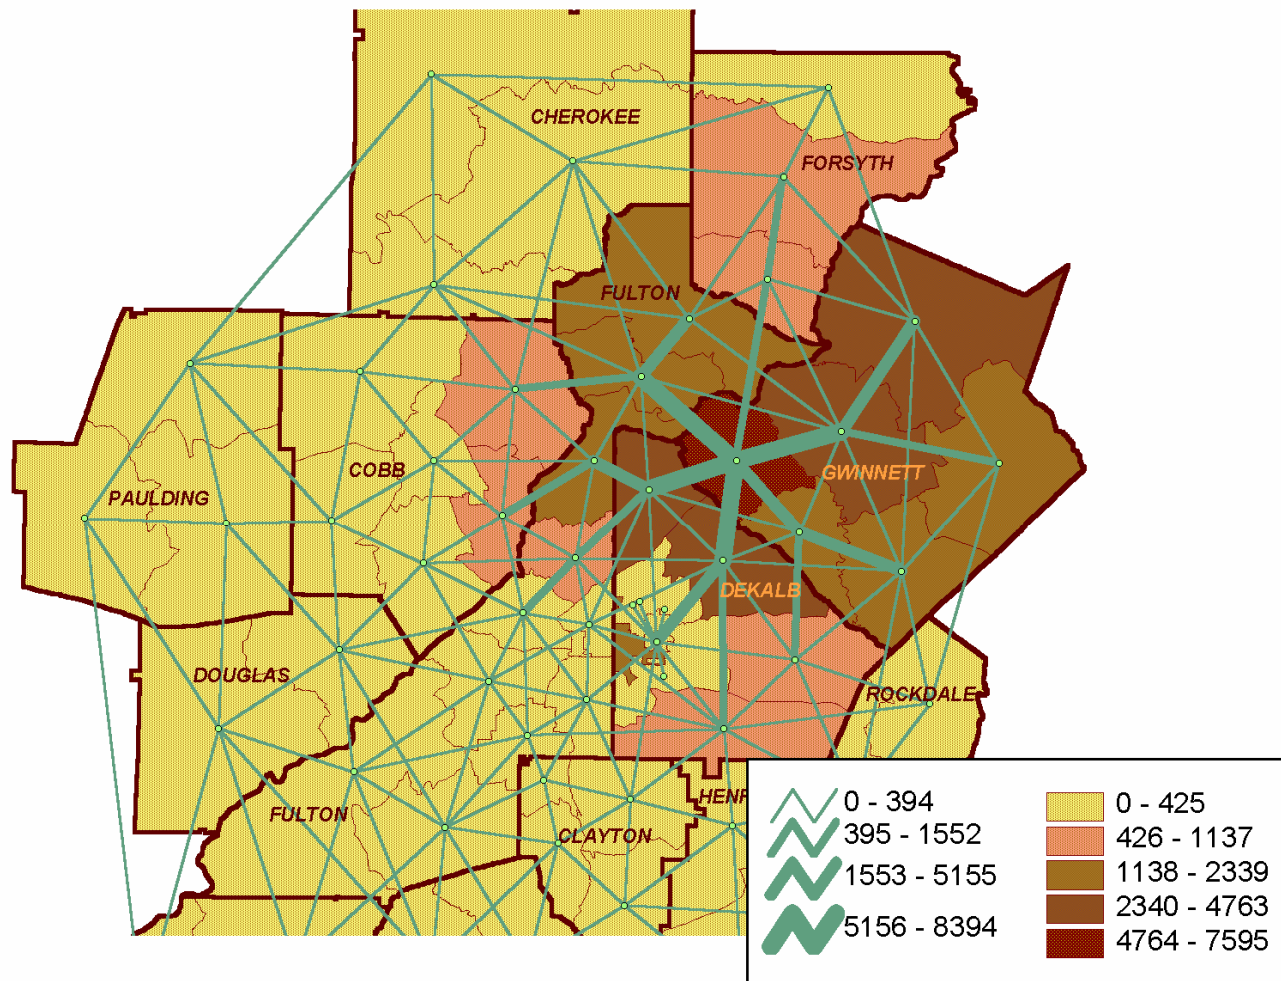 CHEROKEE
FORSYTH
FULTON
COBB
GWINNETT
PAULDING
DEKALB
DOUGLAS
ROCKDALE
HENR
FULTON
CLAYTON
0 - 394
395 - 1552
1553 - 5155
5156 - 8394
0 - 425
426 - 1137
1138 - 2339
2340 - 4763
4764 - 7595